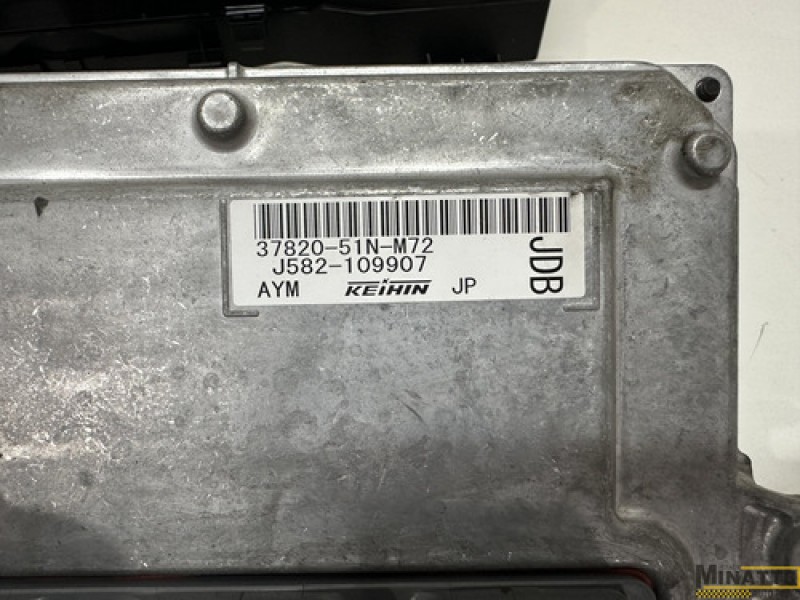 37820-51N-M72
J582-109907
AYM KEIHIN JP
JDB